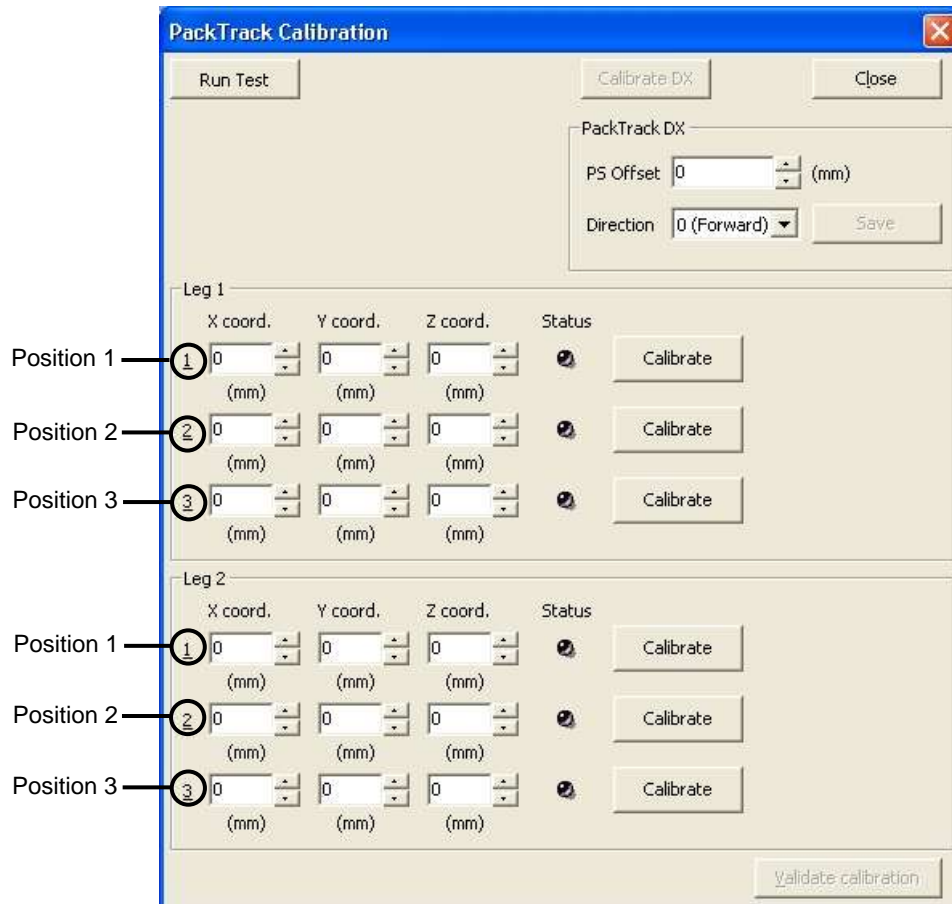 PackTrack Calibration
Run Test Calibrate DX Close
PackTrack DX
PS Offset 0 (mm)
Direction 0 (Forward) Save
Leg 1
X coord. Y coord. Z coord. Status
Position 1 1 0 0 0 Calibrate
(mm) (mm) (mm)
Position 2 2 0 0 0 Calibrate
(mm) (mm) (mm)
Position 3 3 0 0 0 Calibrate
(mm) (mm) (mm)
Leg 2
X coord. Y coord. Z coord. Status
Position 1 1 0 0 0 Calibrate
(mm) (mm) (mm)
Position 2 2 0 0 0 Calibrate
(mm) (mm) (mm)
Position 3 3 0 0 0 Calibrate
(mm) (mm) (mm)
Validate calibration